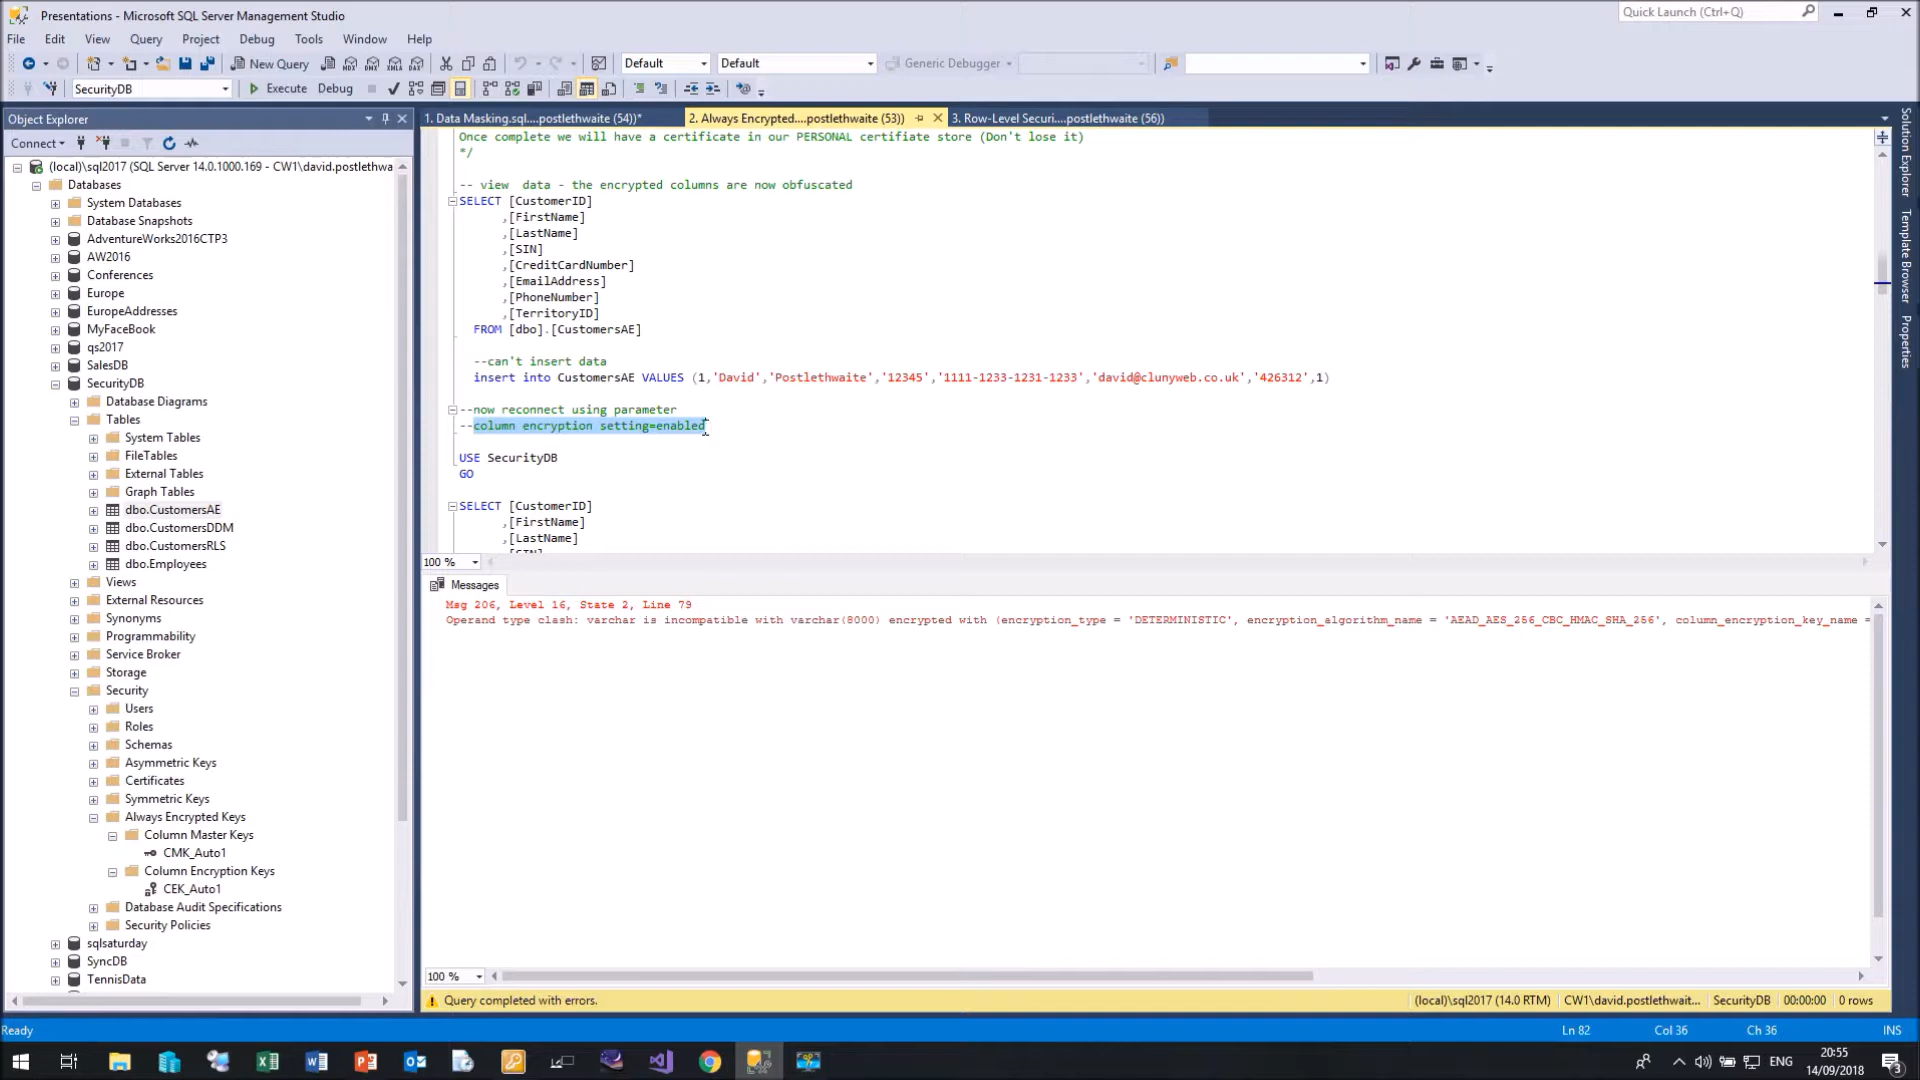 Presentations - Microsoft SQL Server Management Studio
Quick Launch (Ctrl+Q)
File Edit View Query Project Debug Tools Window Help
New Query Default Default Generic Debugger
SecurityDB Execute Debug
Object Explorer
Connect
(local)\sql2017 (SQL Server 14.0.1000.169 - CW1\david.postlethwa
Databases
System Databases
Database Snapshots
AdventureWorks2016CTP3
AW2016
Conferences
Europe
EuropeAddresses
MyFaceBook
qs2017
SalesDB
SecurityDB
Database Diagrams
Tables
System Tables
FileTables
External Tables
Graph Tables
dbo.CustomersAE
dbo.CustomersDDM
dbo.CustomersRLS
dbo.Employees
Views
External Resources
Synonyms
Programmability
Service Broker
Storage
Security
Users
Roles
Schemas
Asymmetric Keys
Certificates
Symmetric Keys
Always Encrypted Keys
Column Master Keys
CMK_Auto1
Column Encryption Keys
CEK_Auto1
Database Audit Specifications
Security Policies
sqlsaturday
SyncDB
TennisData
1. Data Masking.sql....postlethwaite (54))*
2. Always Encrypted....postlethwaite (53))
3. Row-Level Securi....postlethwaite (56))
Once complete we will have a certificate in our PERSONAL certifiate store (Don't lose it)
*/
-- view  data - the encrypted columns are now obfuscated
SELECT [CustomerID]
,[FirstName]
,[LastName]
,[SIN]
,[CreditCardNumber]
,[EmailAddress]
,[PhoneNumber]
,[TerritoryID]
FROM [dbo].[CustomersAE]
--can't insert data
insert into CustomersAE VALUES (1,'David','Postlethwaite','12345','1111-1233-1231-1233','david@clunyweb.co.uk','426312',1)
--now reconnect using parameter
--column encryption setting=enabled
USE SecurityDB
GO
SELECT [CustomerID]
,[FirstName]
,[LastName]
100 %
Messages
Msg 206, Level 16, State 2, Line 79
Operand type clash: varchar is incompatible with varchar(8000) encrypted with (encryption_type = 'DETERMINISTIC', encryption_algorithm_name = 'AEAD_AES_256_CBC_HMAC_SHA_256', column_encryption_key_name =
100 %
Query completed with errors.
(local)\sql2017 (14.0 RTM) CW1\david.postlethwait... SecurityDB 00:00:00 0 rows
Ready
Ln 82 Col 36 Ch 36 INS
Solution Explorer
Template Browser
Properties
ENG
20:55
14/09/2018
3